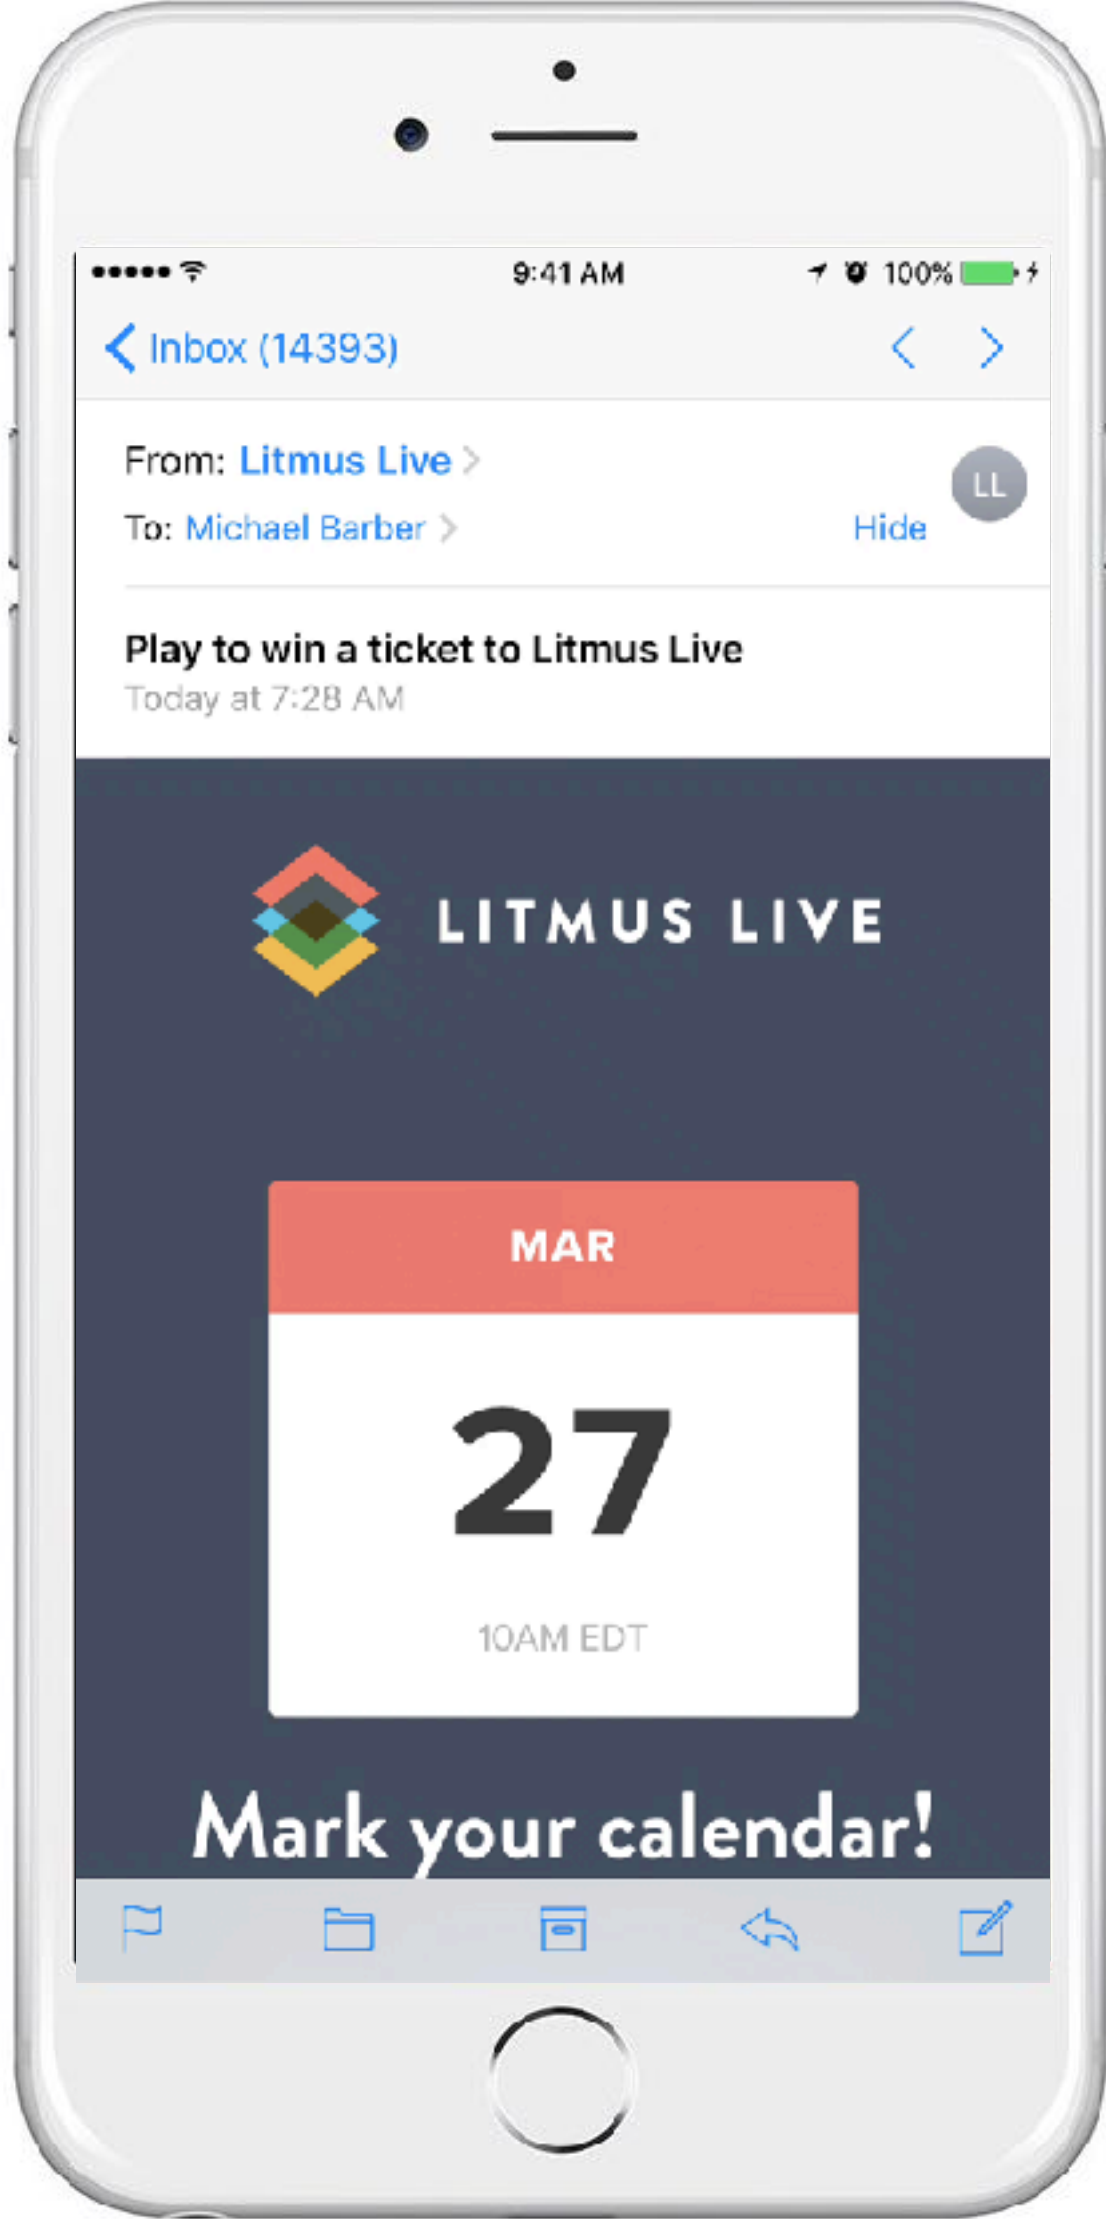 9:41 AM
100%
Inbox (14393)
From: Litmus Live
LL
To: Michael Barber
Hide
Play to win a ticket to Litmus Live
Today at 7:28 AM
LITMUS LIVE
MAR
27
10AM EDT
Mark your calendar!